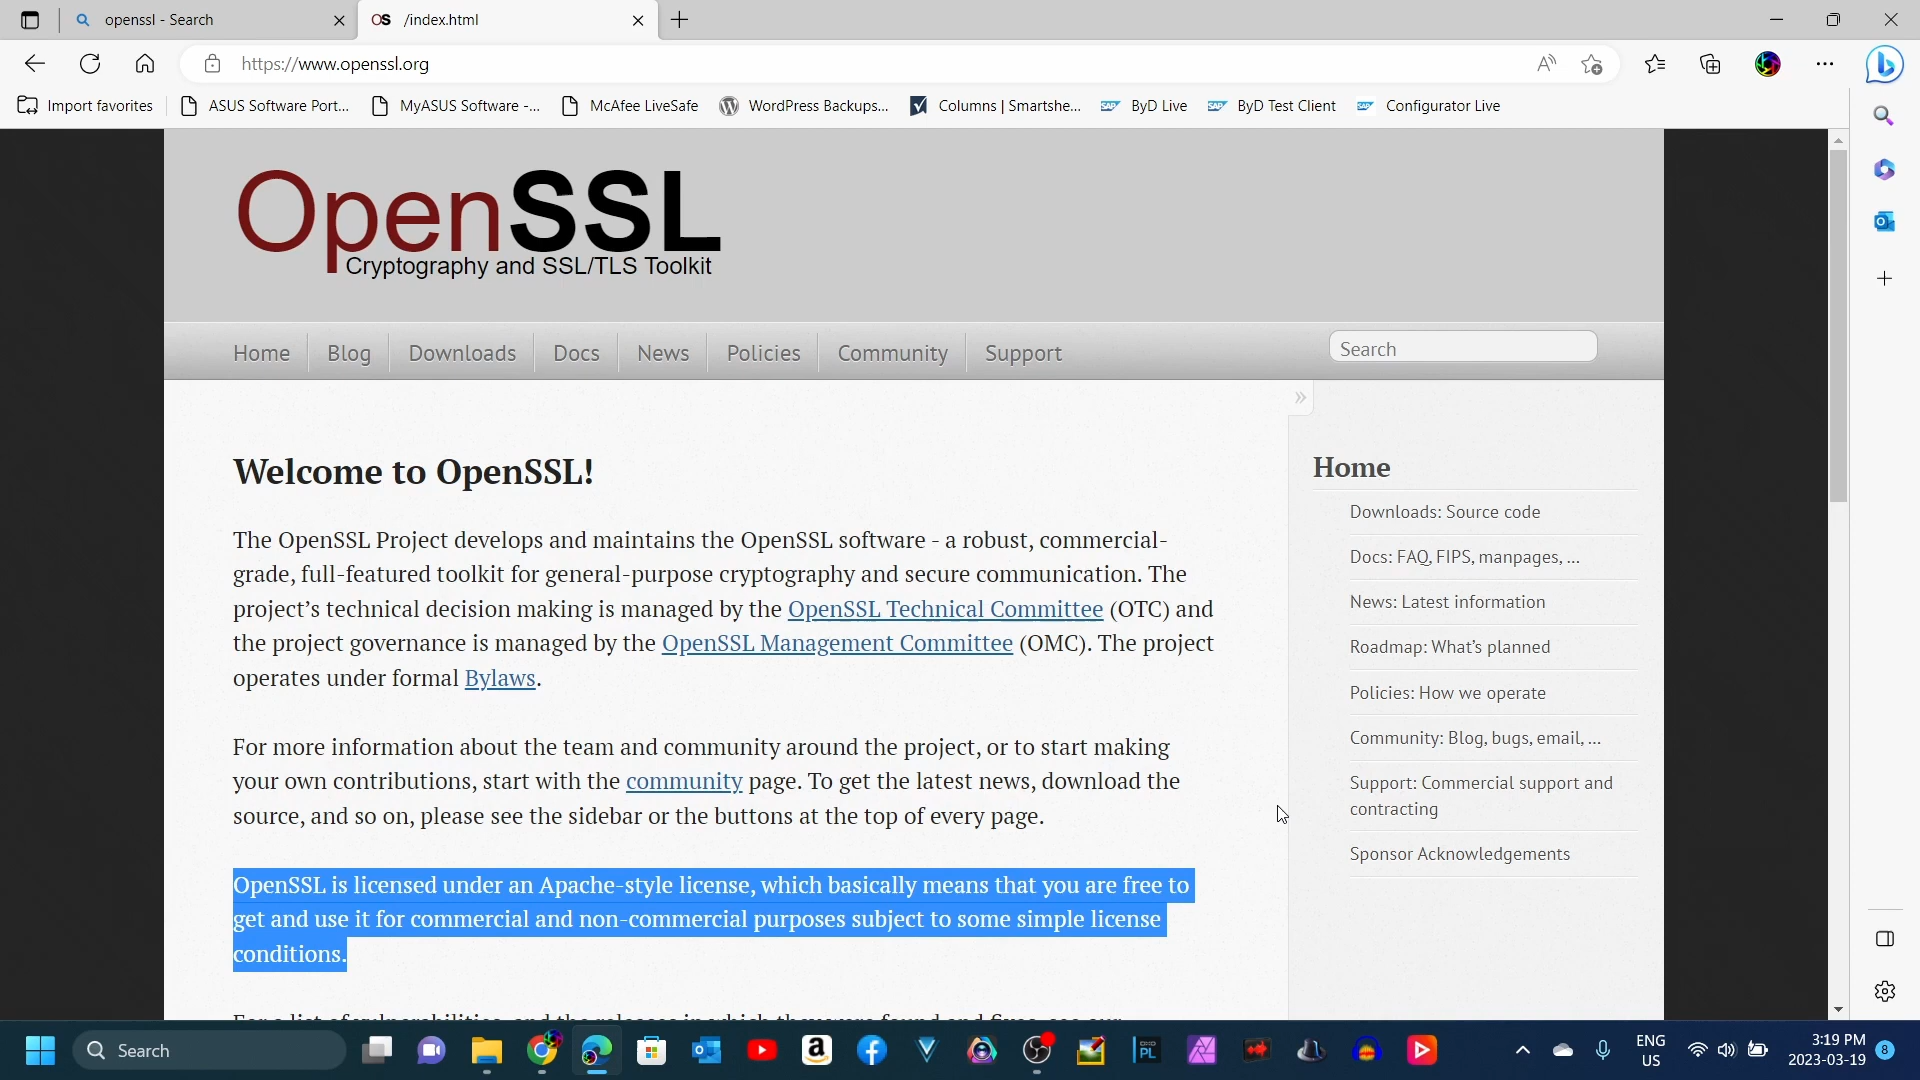 openssl - Search
OS /index.html
https://www.openssl.org
Import favorites ASUS Software Port... MyASUS Software -... McAfee LiveSafe WordPress Backups... Columns | Smartshe... ByD Live ByD Test Client Configurator Live
OpenSSL
Cryptography and SSL/TLS Toolkit
Home Blog Downloads Docs News Policies Community Support Search
Welcome to OpenSSL!
The OpenSSL Project develops and maintains the OpenSSL software - a robust, commercial-
grade, full-featured toolkit for general-purpose cryptography and secure communication. The
project’s technical decision making is managed by the OpenSSL Technical Committee (OTC) and
the project governance is managed by the OpenSSL Management Committee (OMC). The project
operates under formal Bylaws.
For more information about the team and community around the project, or to start making
your own contributions, start with the community page. To get the latest news, download the
source, and so on, please see the sidebar or the buttons at the top of every page.
OpenSSL is licensed under an Apache-style license, which basically means that you are free to
get and use it for commercial and non-commercial purposes subject to some simple license
conditions.
Home
Downloads: Source code
Docs: FAQ, FIPS, manpages, ...
News: Latest information
Roadmap: What’s planned
Policies: How we operate
Community: Blog, bugs, email, ...
Support: Commercial support and
contracting
Sponsor Acknowledgements
Search
ENG
US
3:19 PM
2023-03-19
8